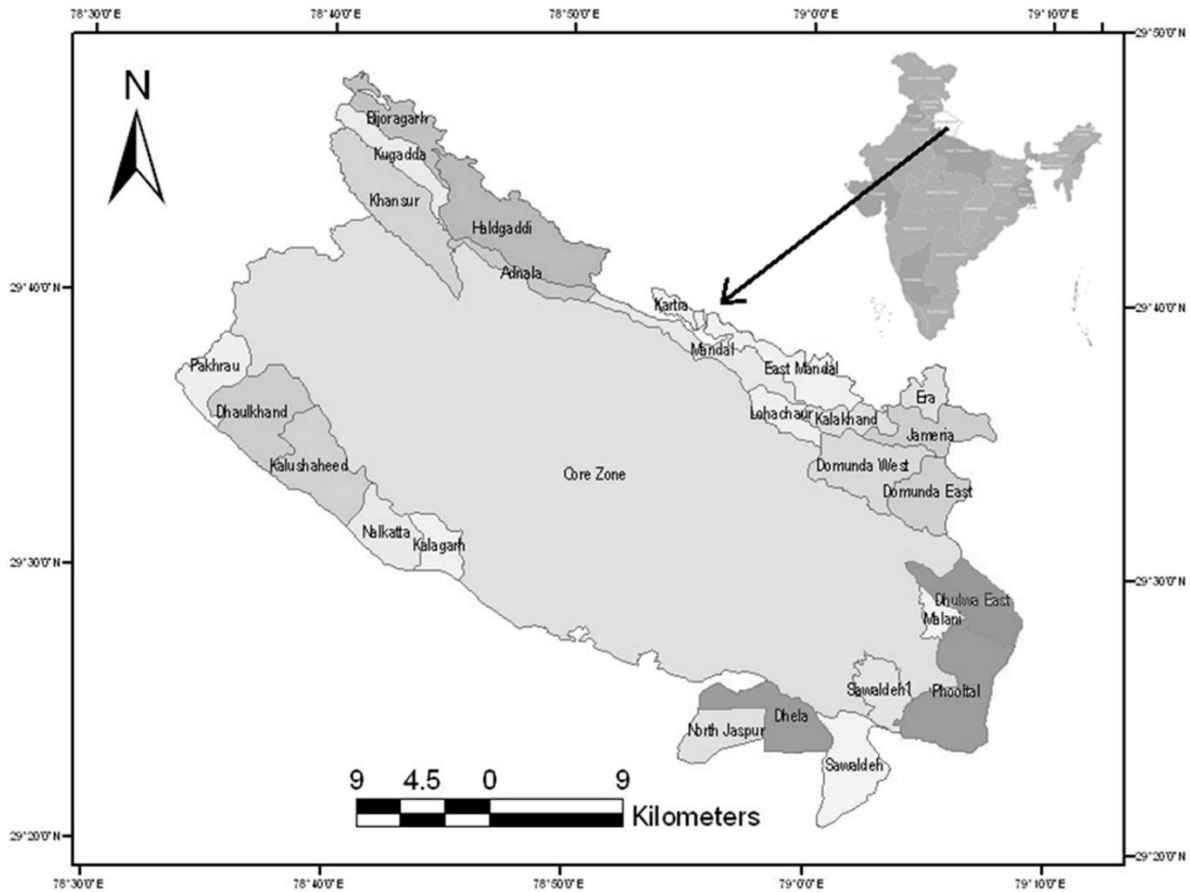 78°30'0"E 78°40'0"E 78°50'0"E 79°0'0"E 79°10'0"E
29°50'0"N
N
Bijoragarh
Kugadda
Khansur
Haldgaddi
Adnala
29°40'0"N
29°40'0"N
Kartia
Mandal
East Mandal
Pakhrau
Era
Dhaulkhand
Lohachaur
Kalakhand
Jameria
Kalushaheed
Core Zone
Domunda West
Domunda East
Nalkatta
Kalagarh
29°30'0"N
29°30'0"N
Dhulwa East
Malani
Sawaldeh1
Phooltal
Dhela
North Jaspur
Sawaldeh
9 4.5 0 9
Kilometers
29°20'0"N
29°20'0"N
78°30'0"E 78°40'0"E 78°50'0"E 79°0'0"E 79°10'0"E